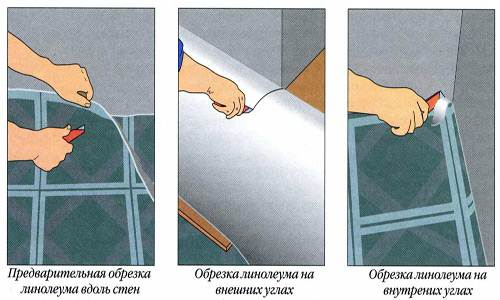 Предварительная обрезка
линолеума вдоль стен
Обрезка линолеума на
внешних углах
Обрезка линолеума на
внутрених углах